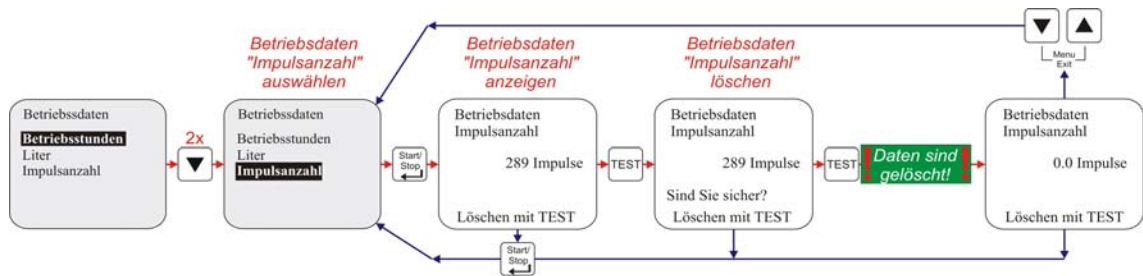 Betriebsdaten
"Impulsanzahl"
auswählen
Betriebsdaten
"Impulsanzahl"
anzeigen
Betriebsdaten
"Impulsanzahl"
löschen
Menu
Exit
Betriebssdaten
Betriebsstunden
Liter
Impulsanzahl
2x
Betriebssdaten
Betriebsstunden
Liter
Impulsanzahl
Start/
Stop
Betriebsdaten
Impulsanzahl
289 Impulse
Löschen mit TEST
TEST
Betriebsdaten
Impulsanzahl
289 Impulse
Sind Sie sicher?
Löschen mit TEST
TEST
Daten sind
gelöscht!
Betriebsdaten
Impulsanzahl
0.0 Impulse
Löschen mit TEST
Start/
Stop